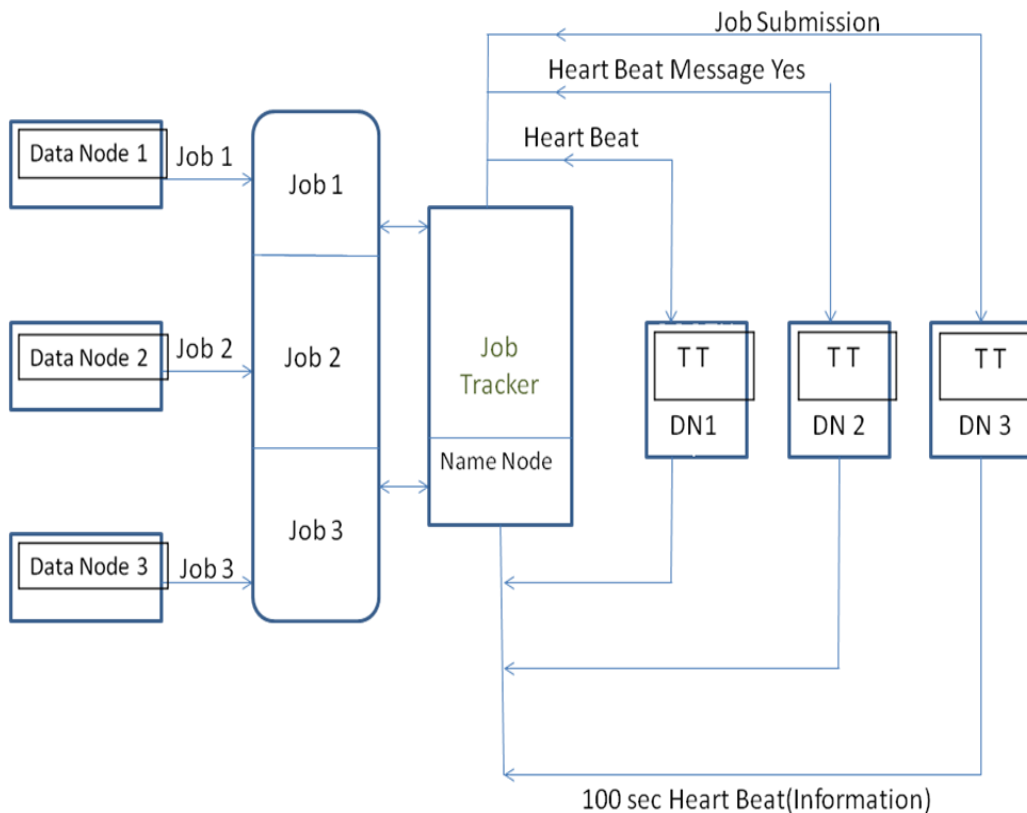 Job Submission
Heart Beat Message Yes
Heart Beat
Data Node 1
Job 1
Job 1
Data Node 2
Job 2
Job 2
Job
Tracker
Name Node
T T
DN1
T T
DN 2
T T
DN 3
Data Node 3
Job 3
Job 3
100 sec Heart Beat(Information)